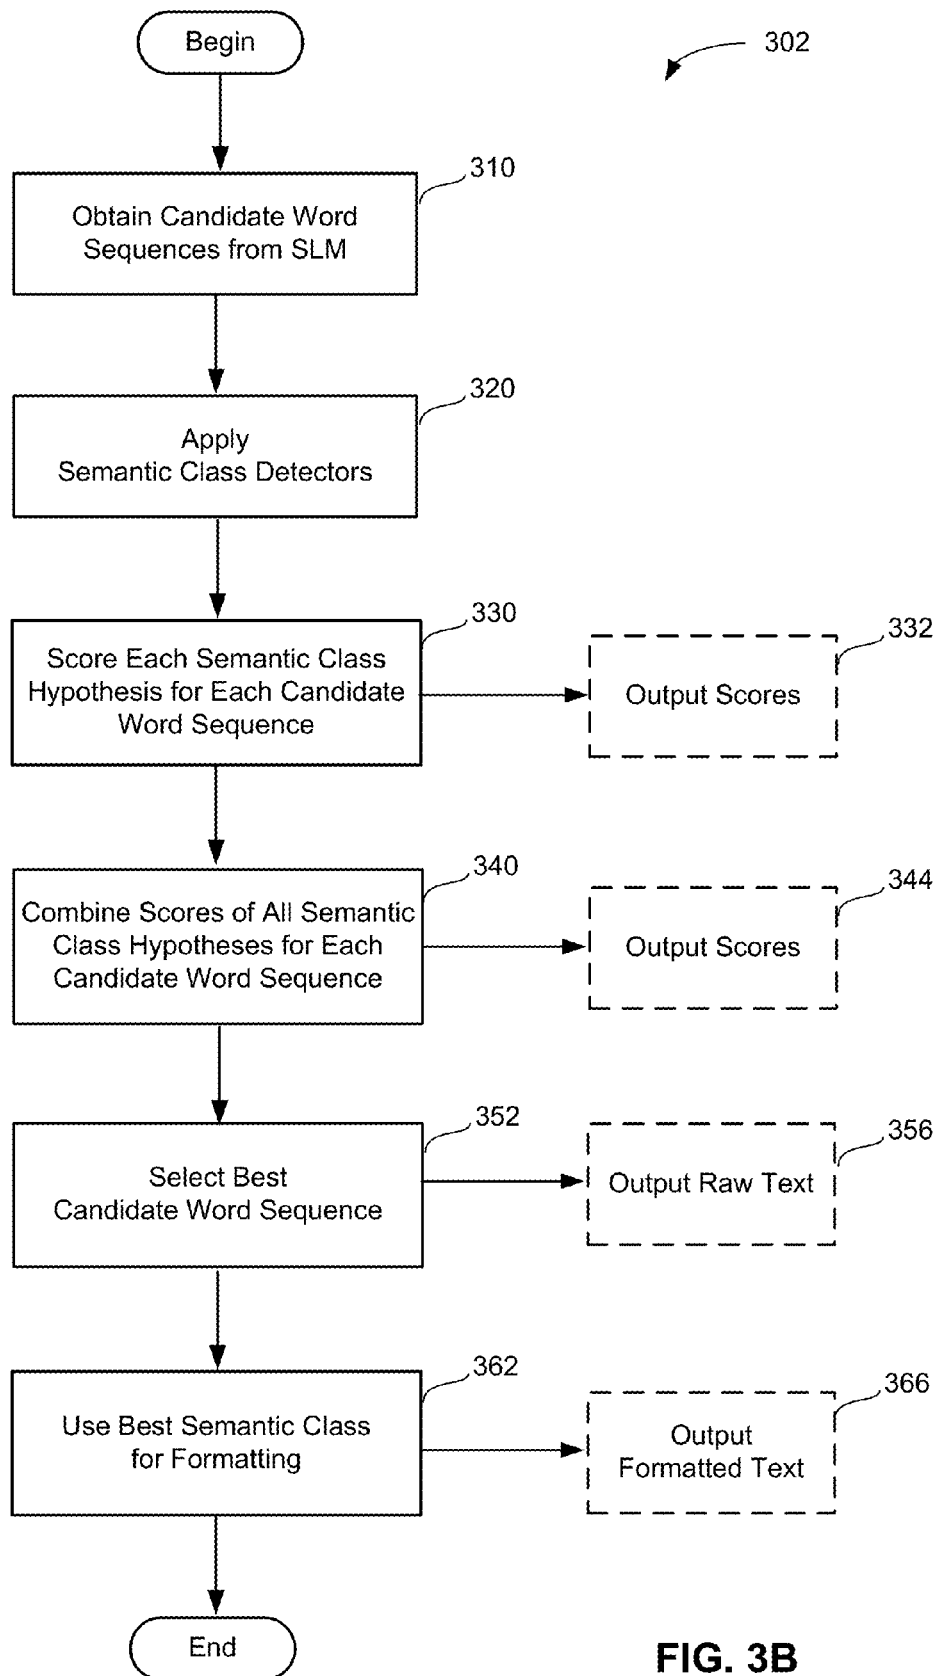 Begin
302
310
Obtain Candidate Word
Sequences from SLM
320
Apply
Semantic Class Detectors
330
Score Each Semantic Class
Hypothesis for Each Candidate
Word Sequence
332
Output Scores
340
Combine Scores of All Semantic
Class Hypotheses for Each
Candidate Word Sequence
344
Output Scores
352
Select Best
Candidate Word Sequence
356
Output Raw Text
362
Use Best Semantic Class
for Formatting
366
Output
Formatted Text
End
FIG. 3B